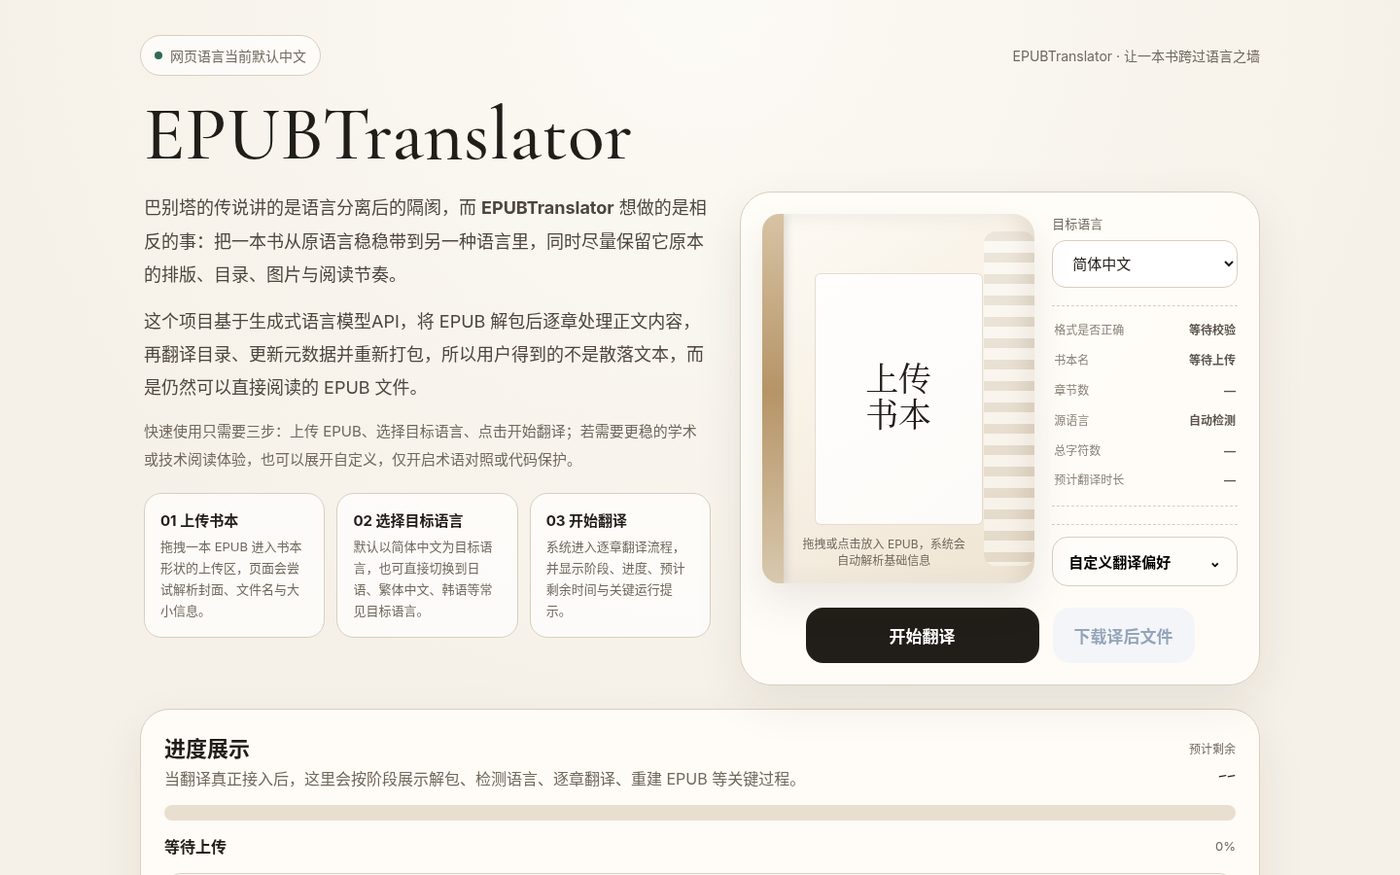 网页语言当前默认中文
EPUBTranslator · 让一本书跨过语言之墙
EPUBTranslator
巴别塔的传说讲的是语言分离后的隔阂，而 EPUBTranslator 想做的是相
反的事：把一本书从原语言稳稳带到另一种语言里，同时尽量保留它原本
的排版、目录、图片与阅读节奏。
这个项目基于生成式语言模型API，将 EPUB 解包后逐章处理正文内容，
再翻译目录、更新元数据并重新打包，所以用户得到的不是散落文本，而
是仍然可以直接阅读的 EPUB 文件。
快速使用只需要三步：上传 EPUB、选择目标语言、点击开始翻译；若需要更稳的学术
或技术阅读体验，也可以展开自定义，仅开启术语对照或代码保护。
01 上传书本
拖拽一本 EPUB 进入书本
形状的上传区，页面会尝
试解析封面、文件名与大
小信息。
02 选择目标语言
默认以简体中文为目标语
言，也可直接切换到日
语、繁体中文、韩语等常
见目标语言。
03 开始翻译
系统进入逐章翻译流程，
并显示阶段、进度、预计
剩余时间与关键运行提
示。
上传
书本
拖拽或点击放入 EPUB，系统会
自动解析基础信息
目标语言
简体中文
格式是否正确 等待校验
书本名 等待上传
章节数 —
源语言 自动检测
总字符数 —
预计翻译时长 —
自定义翻译偏好
开始翻译
下载译后文件
进度展示
预计剩余
当翻译真正接入后，这里会按阶段展示解包、检测语言、逐章翻译、重建 EPUB 等关键过程。
--
等待上传
0%